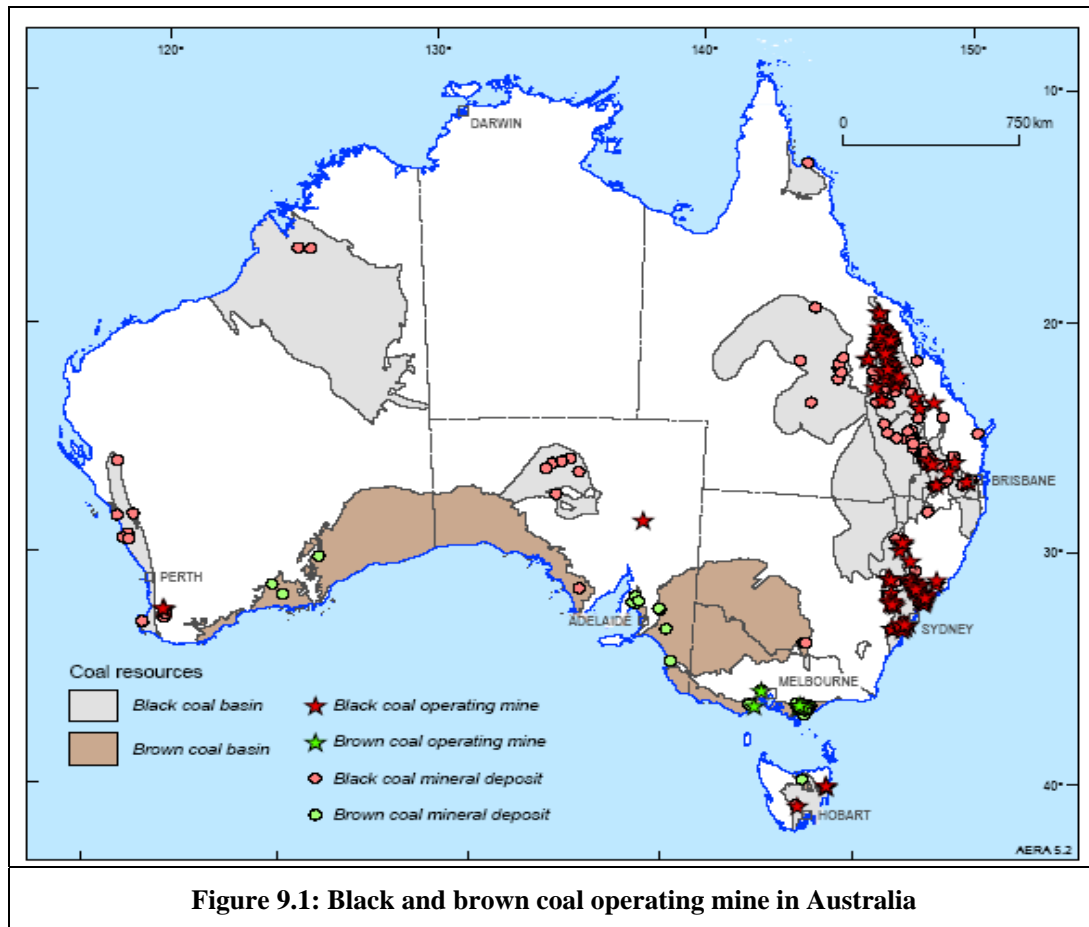 120°
130°
140°
150°
10°
DARWIN
0
750 km
20°
BRISBANE
30°
PERTH
ADELAIDE
SYDNEY
Coal resources
MELBOURNE
Black coal basin
Black coal operating mine
Brown coal basin
Brown coal operating mine
Black coal mineral deposit
40°
Brown coal mineral deposit
HOBART
AERA 5.2
Figure 9.1: Black and brown coal operating mine in Australia